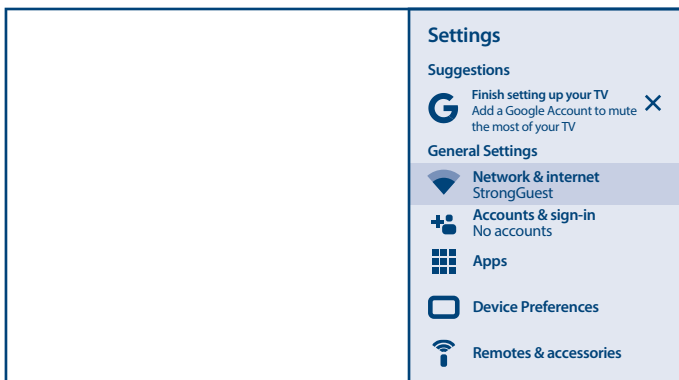 Settings
Suggestions
Finish setting up your TV
Add a Google Account to mute
the most of your TV
General Settings
Network & internet
StrongGuest
Accounts & sign-in
No accounts
Apps
Device Preferences
Remotes & accessories